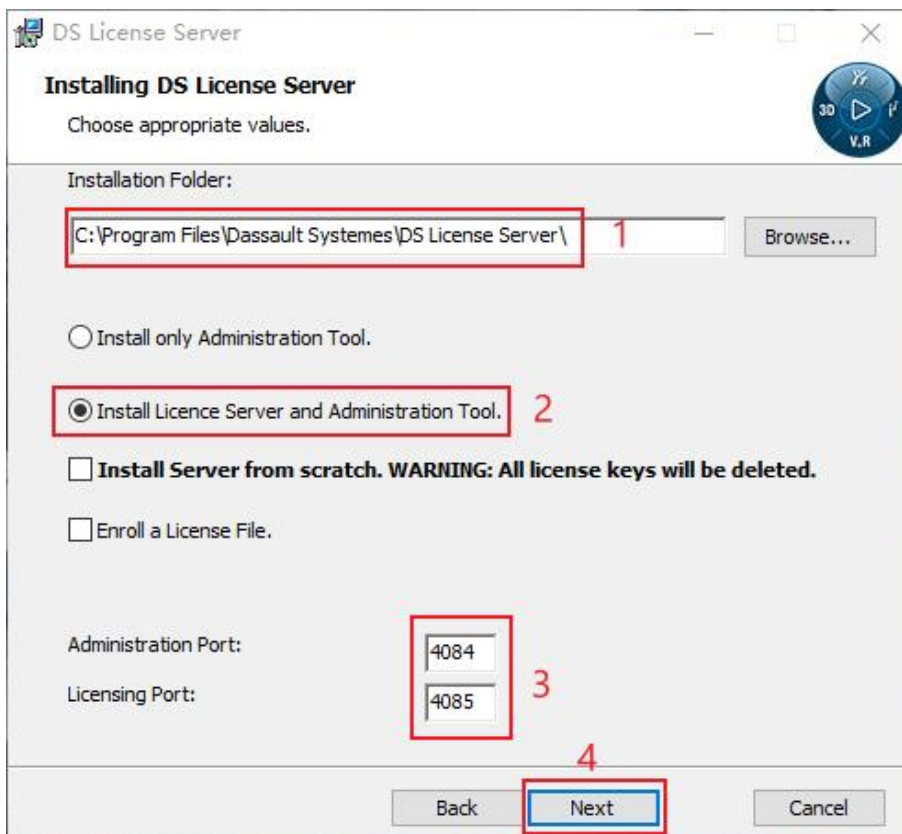 DS License Server
Installing DS License Server
Choose appropriate values.
3D
V.R
Installation Folder:
C:\Program Files\Dassault Systemes\DS License Server\ 1 Browse...
Install only Administration Tool.
Install Licence Server and Administration Tool. 2
Install Server from scratch. WARNING: All license keys will be deleted.
Enroll a License File.
Administration Port: 4084
3
Licensing Port: 4085
4
Back Next Cancel